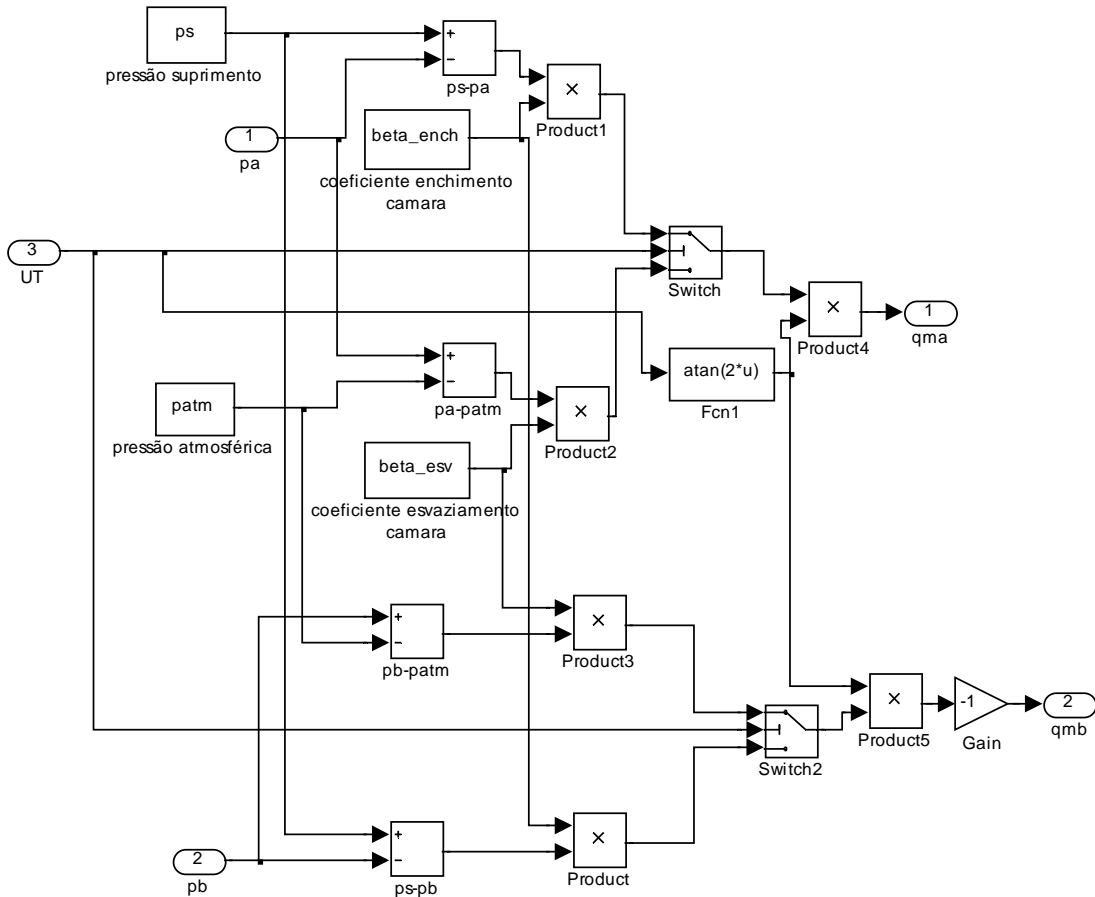 ps
pressão suprimento
+
−
ps-pa
×
Product1
1
pa
beta_ench
coeficiente enchimento
camara
3
UT
Switch
×
Product4
1
qma
atan(2*u)
Fcn1
+
−
pa-patm
patm
pressão atmosférica
×
Product2
beta_esv
coeficiente esvaziamento
camara
+
−
pb-patm
×
Product3
Switch2
×
Product5
-1
Gain
2
qmb
+
−
ps-pb
×
Product
2
pb